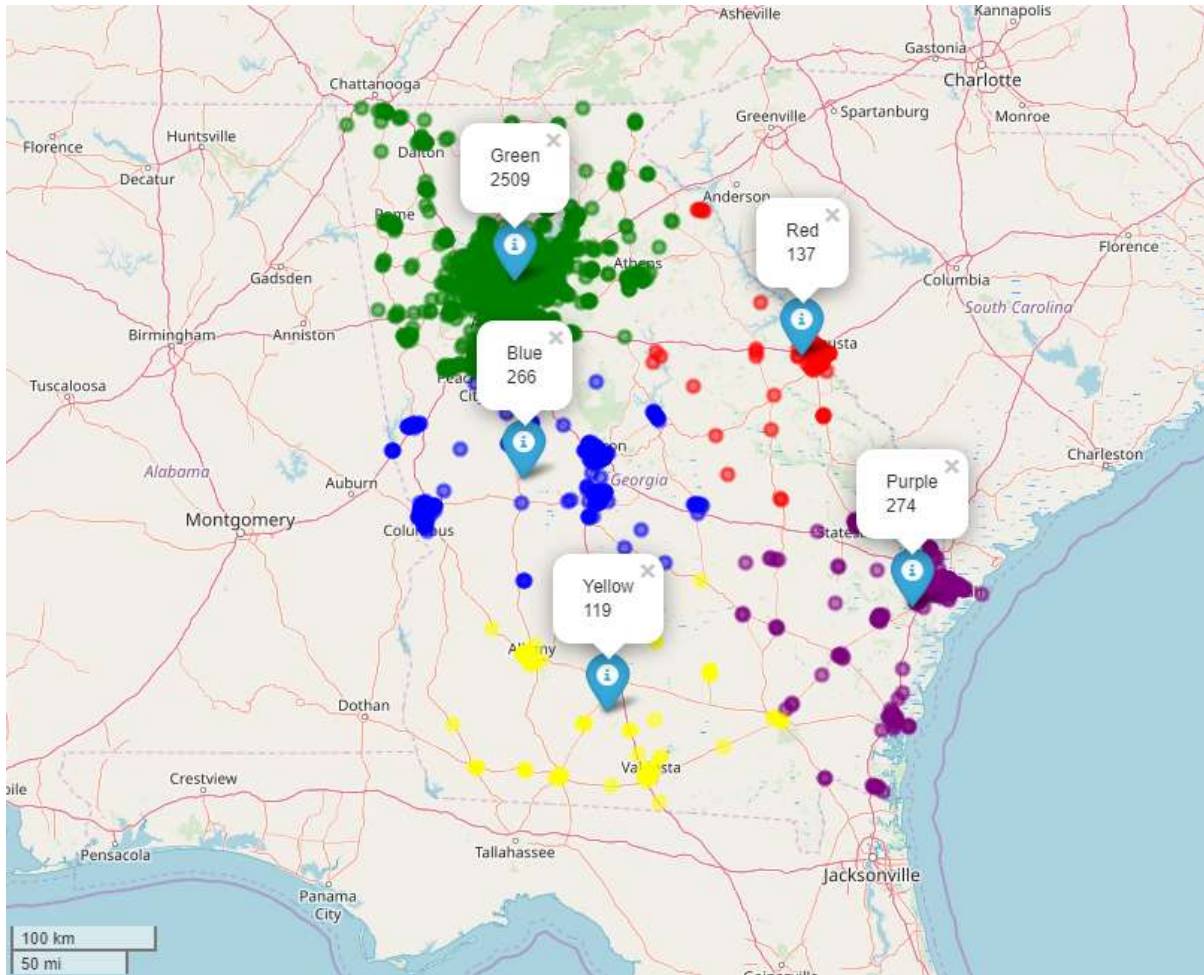 Asheville
Kannapolis
Gastonia
Charlotte
Chattanooga
Spartanburg
Greenville
Monroe
Huntsville
Florence
Dalton
Decatur
Green
2509
Anderson
Rome
Red
137
Florence
Gadsden
Athens
Columbia
South Carolina
Birmingham
Anniston
Blue
266
Tuscaloosa
City
Charleston
Alabama
Georgia
Auburn
Purple
274
Montgomery
Columbus
Yellow
119
Dothan
Valdosta
Crestview
Tallahassee
Pensacola
Jacksonville
Panama
City
100 km
50 mi